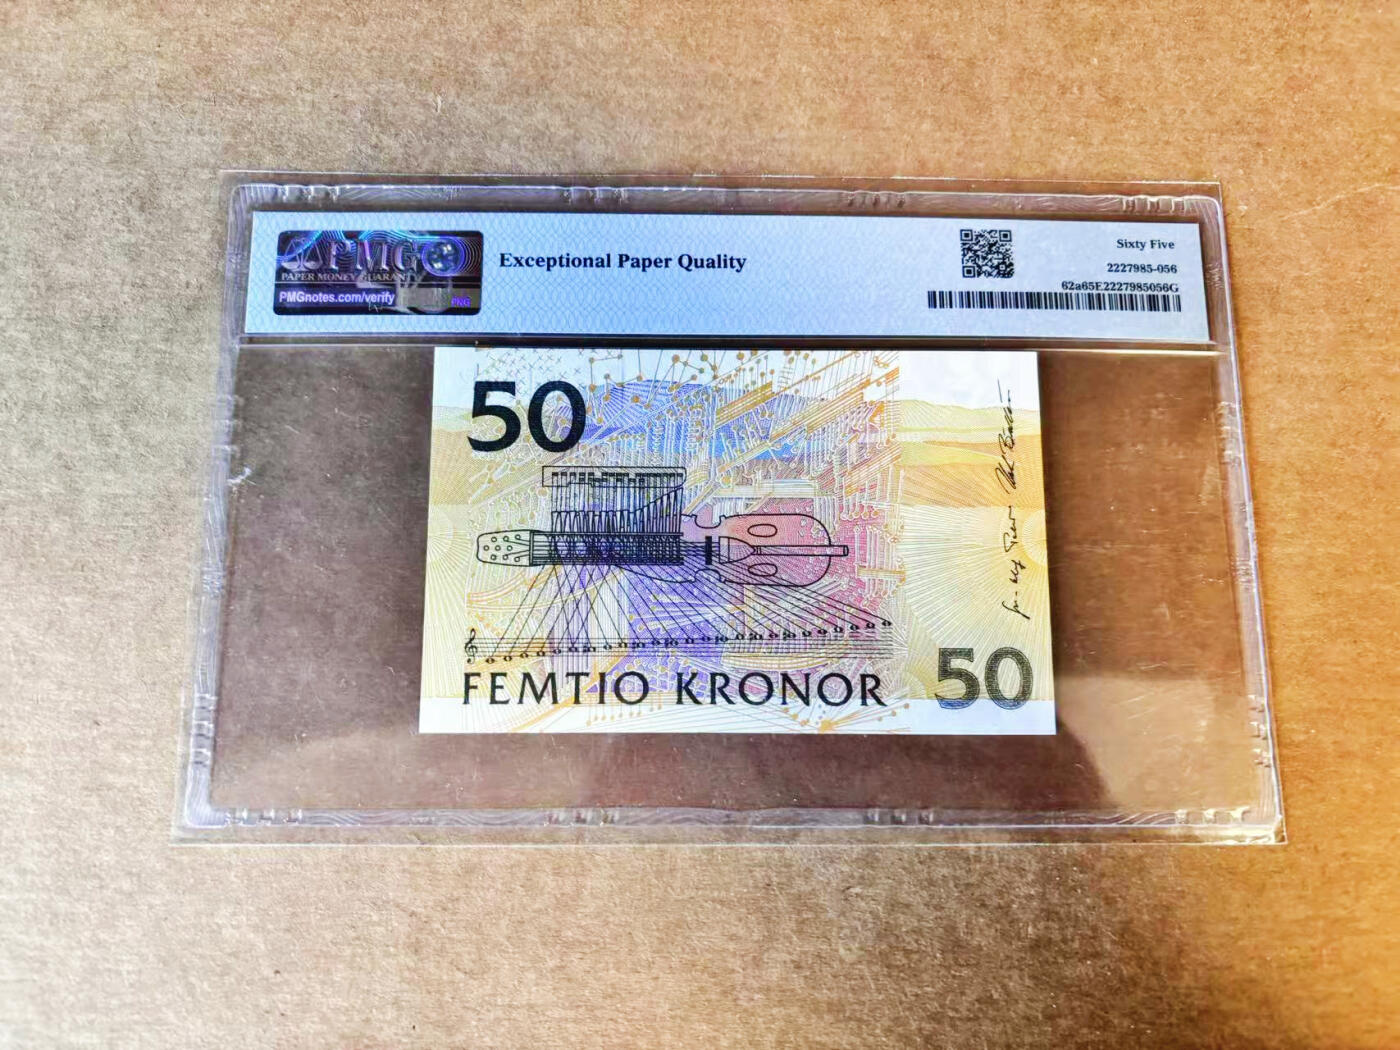 PMG
PAPER MONEY GUARANTY
PMGnotes.com/verify
PMG
Exceptional Paper Quality
Sixty Five
2227985-056
62a65E2227985056G
50
FEMTIO KRONOR
50